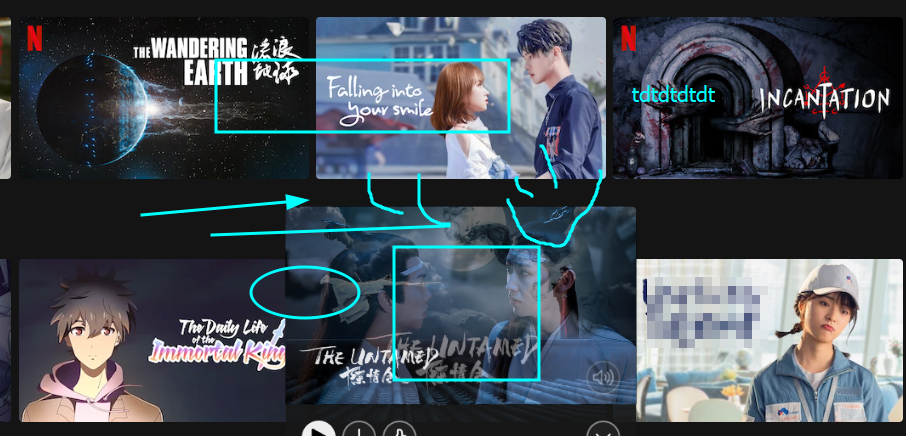 N
THE WANDERING
EARTH
流浪
地球
Falling into
your smile
N
tdtdtdtdt
INCANTATION
The Daily Life
of the
Immortal King
THE UNTAMED
陈情令
THE UNTAMED
陈情令